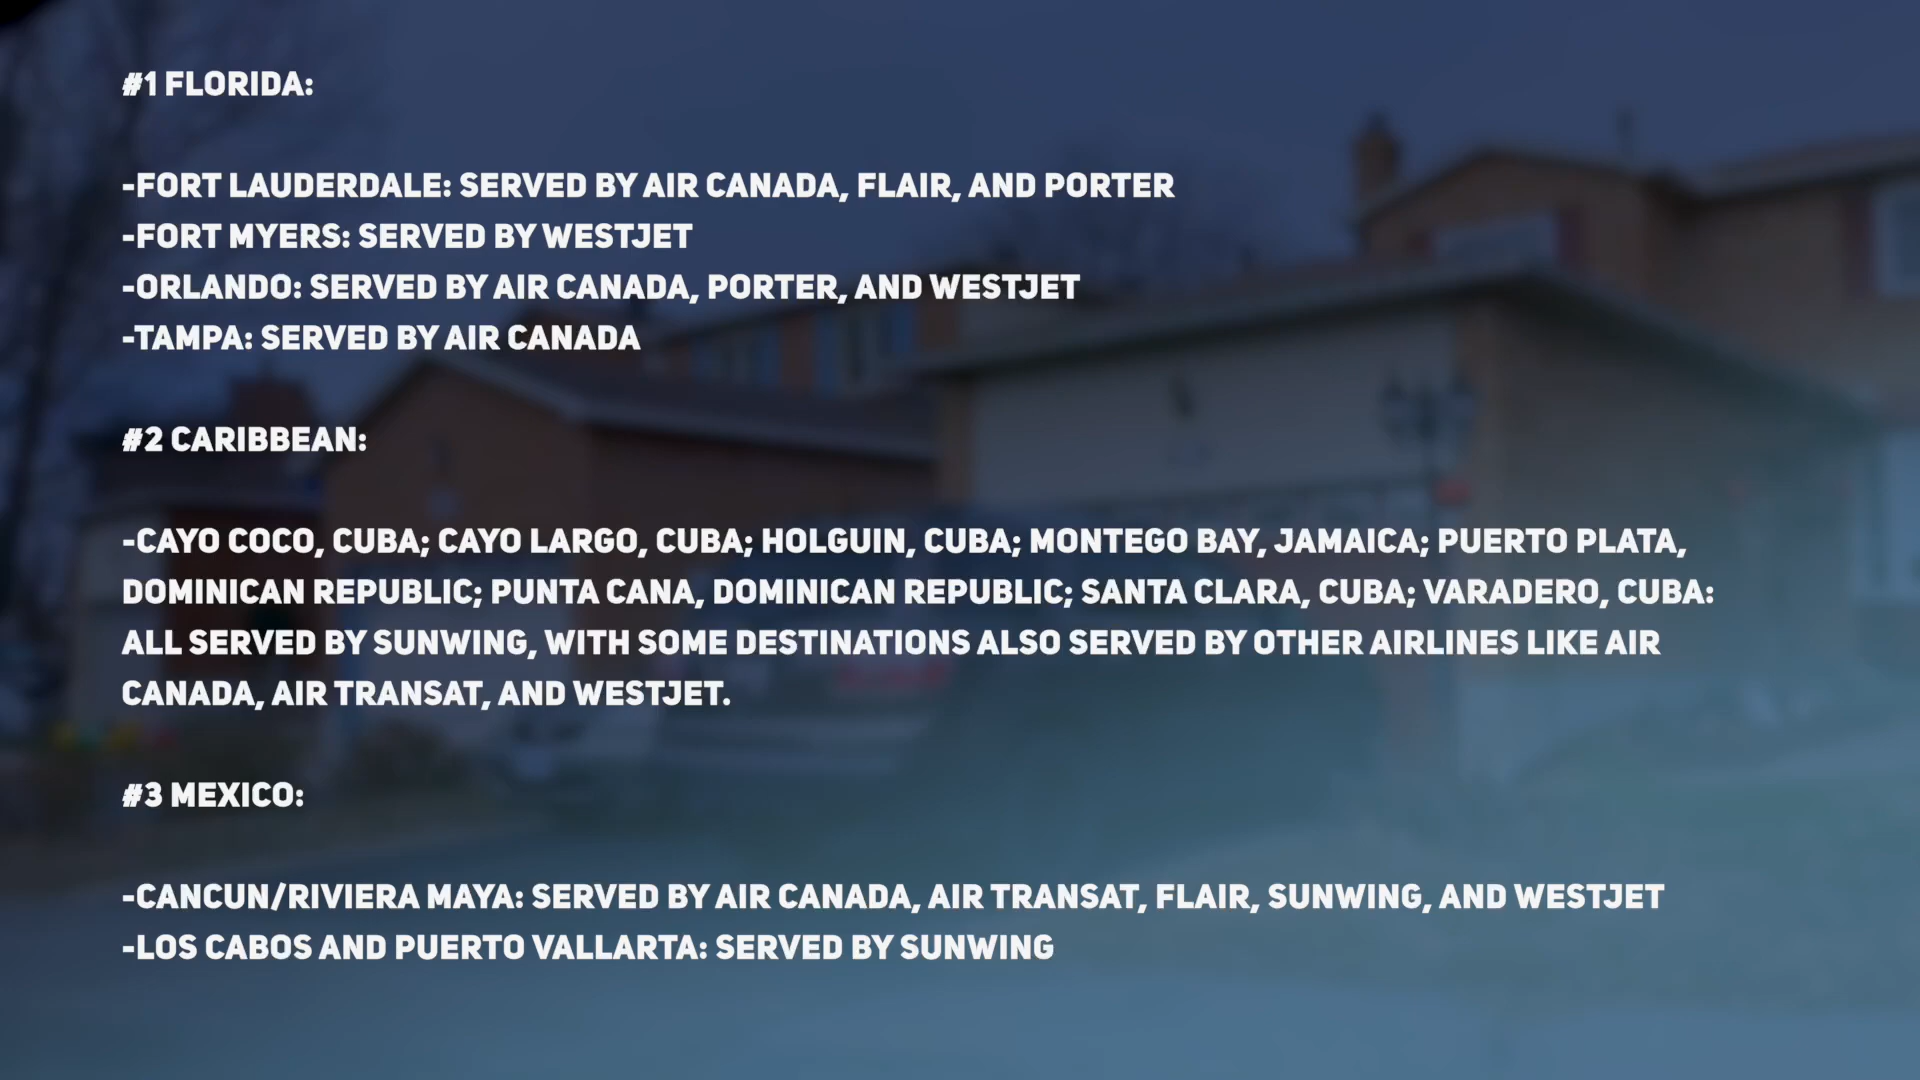 #1 FLORIDA:
-FORT LAUDERDALE: SERVED BY AIR CANADA, FLAIR, AND PORTER
-FORT MYERS: SERVED BY WESTJET
-ORLANDO: SERVED BY AIR CANADA, PORTER, AND WESTJET
-TAMPA: SERVED BY AIR CANADA
#2 CARIBBEAN:
-CAYO COCO, CUBA; CAYO LARGO, CUBA; HOLGUIN, CUBA; MONTEGO BAY, JAMAICA; PUERTO PLATA,
DOMINICAN REPUBLIC; PUNTA CANA, DOMINICAN REPUBLIC; SANTA CLARA, CUBA; VARADERO, CUBA:
ALL SERVED BY SUNWING, WITH SOME DESTINATIONS ALSO SERVED BY OTHER AIRLINES LIKE AIR
CANADA, AIR TRANSAT, AND WESTJET.
#3 MEXICO:
-CANCUN/RIVIERA MAYA: SERVED BY AIR CANADA, AIR TRANSAT, FLAIR, SUNWING, AND WESTJET
-LOS CABOS AND PUERTO VALLARTA: SERVED BY SUNWING